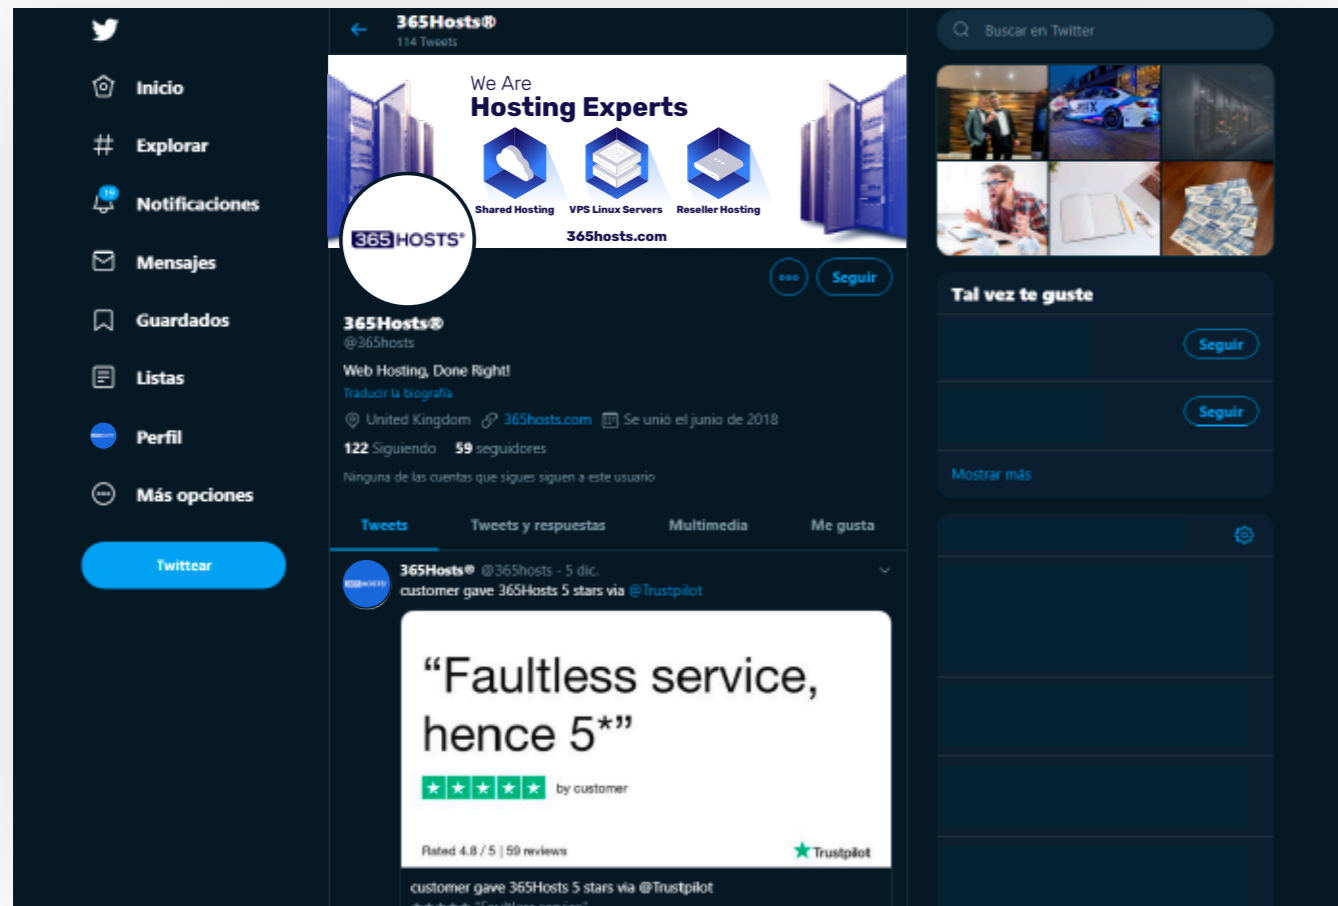 Inicio
Explorar
19
Notificaciones
Mensajes
Guardados
Listas
Perfil
Más opciones
Twittear
365Hosts®
114 Tweets
We Are
Hosting Experts
Shared Hosting VPS Linux Servers Reseller Hosting
365hosts.com
365 HOSTS®
Seguir
365Hosts®
@365hosts
Web Hosting, Done Right!
Traducir la biografía
United Kingdom 365hosts.com Se unió el junio de 2018
122 Siguiendo 59 seguidores
Ninguna de las cuentas que sigues siguen a este usuario
Tweets Tweets y respuestas Multimedia Me gusta
365Hosts® @365hosts - 5 dic.
customer gave 365Hosts 5 stars via @Trustpilot
“Faultless service,
hence 5*”
by customer
Rated 4.8 / 5 | 59 reviews
Trustpilot
customer gave 365Hosts 5 stars via @Trustpilot
Buscar en Twitter
Tal vez te guste
Seguir
Seguir
Mostrar más